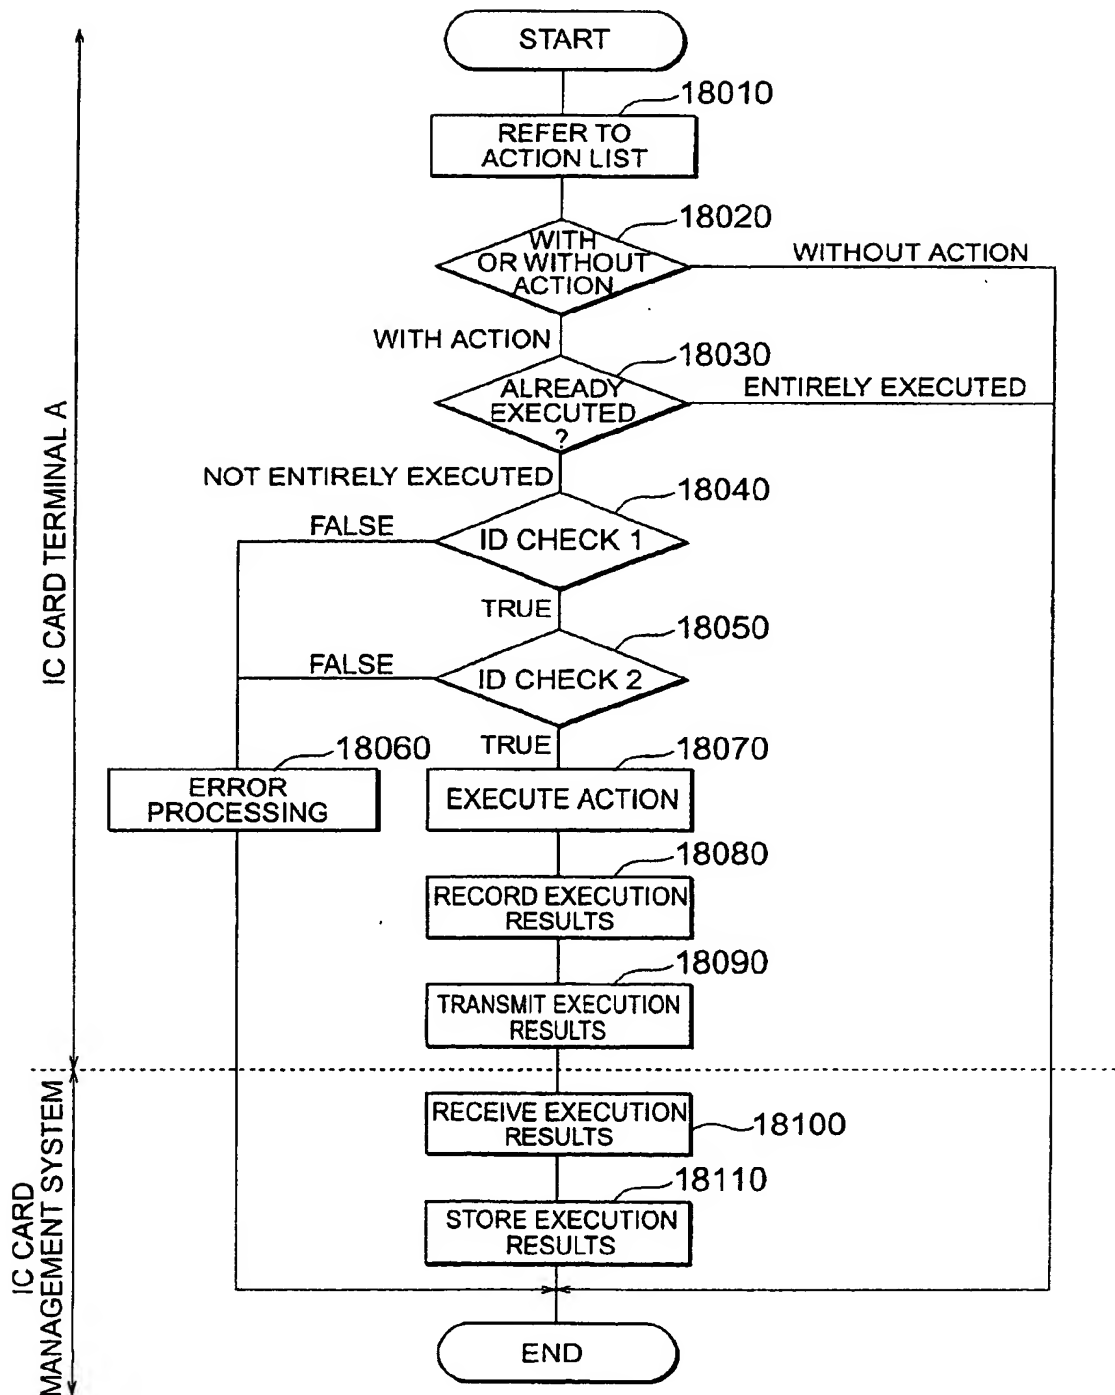 START
18010
REFER TO
ACTION LIST
18020
WITH
OR WITHOUT
ACTION
WITHOUT ACTION
WITH ACTION
18030
ALREADY
EXECUTED
?
ENTIRELY EXECUTED
NOT ENTIRELY EXECUTED
18040
FALSE
ID CHECK 1
TRUE
18050
FALSE
ID CHECK 2
TRUE
18060
ERROR
PROCESSING
18070
EXECUTE ACTION
18080
RECORD EXECUTION
RESULTS
18090
TRANSMIT EXECUTION
RESULTS
RECEIVE EXECUTION
RESULTS
18100
18110
STORE EXECUTION
RESULTS
END
IC CARD TERMINAL A
IC CARD
MANAGEMENT SYSTEM